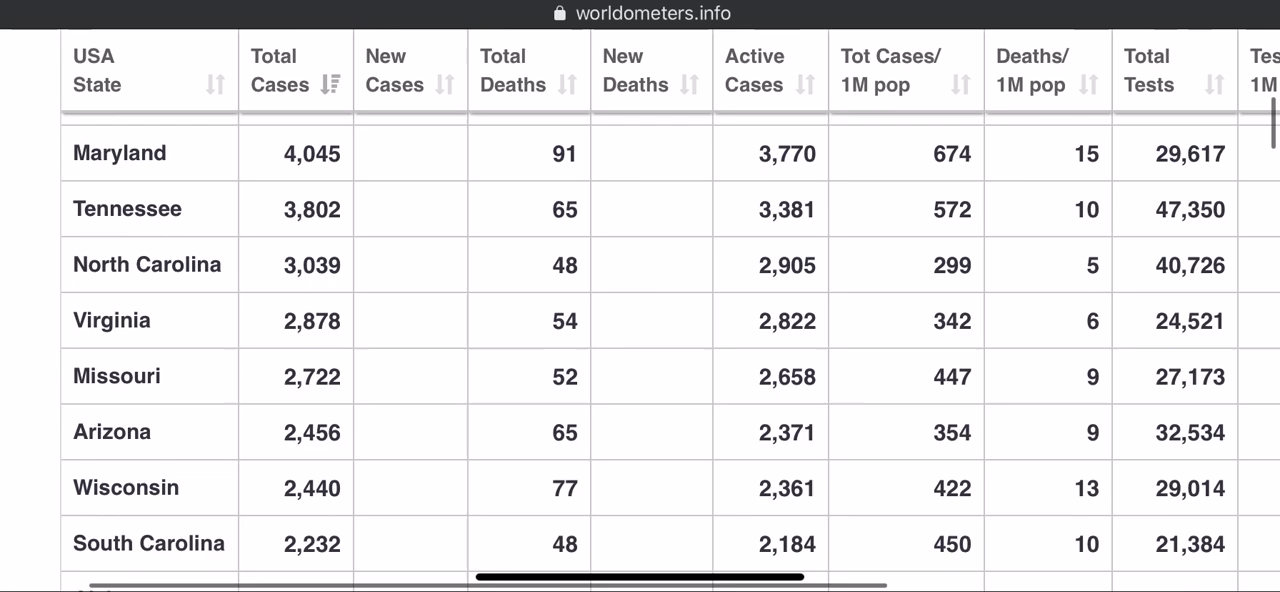 worldometers.info
USA State Total Cases New Cases Total Deaths New Deaths Active Cases Tot Cases/ 1M pop Deaths/ 1M pop Total Tests Tes 1M
Maryland 4,045 91 3,770 674 15 29,617
Tennessee 3,802 65 3,381 572 10 47,350
North Carolina 3,039 48 2,905 299 5 40,726
Virginia 2,878 54 2,822 342 6 24,521
Missouri 2,722 52 2,658 447 9 27,173
Arizona 2,456 65 2,371 354 9 32,534
Wisconsin 2,440 77 2,361 422 13 29,014
South Carolina 2,232 48 2,184 450 10 21,384